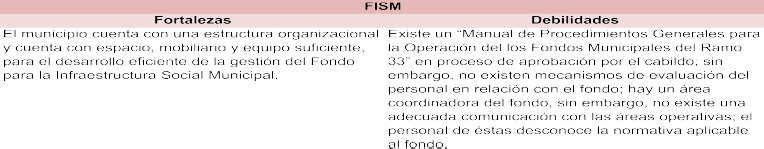 FISM
Fortalezas
Debilidades
El municipio cuenta con una estructura organizacional
y cuenta con espacio, mobiliario y equipo suficiente,
para el desarrollo eficiente de la gestión del Fondo
para la Infraestructura Social Municipal.
Existe un "Manual de Procedimientos Generales para
la Operación del los Fondos Municipales del Ramo
33" en proceso de aprobación por el cabildo; sin
embargo, no existen mecanismos de evaluación del
personal en relación con el fondo; hay un área
coordinadora del fondo, sin embargo, no existe una
adecuada comunicación con las áreas operativas; el
personal de éstas desconoce la normativa aplicable
al fondo.